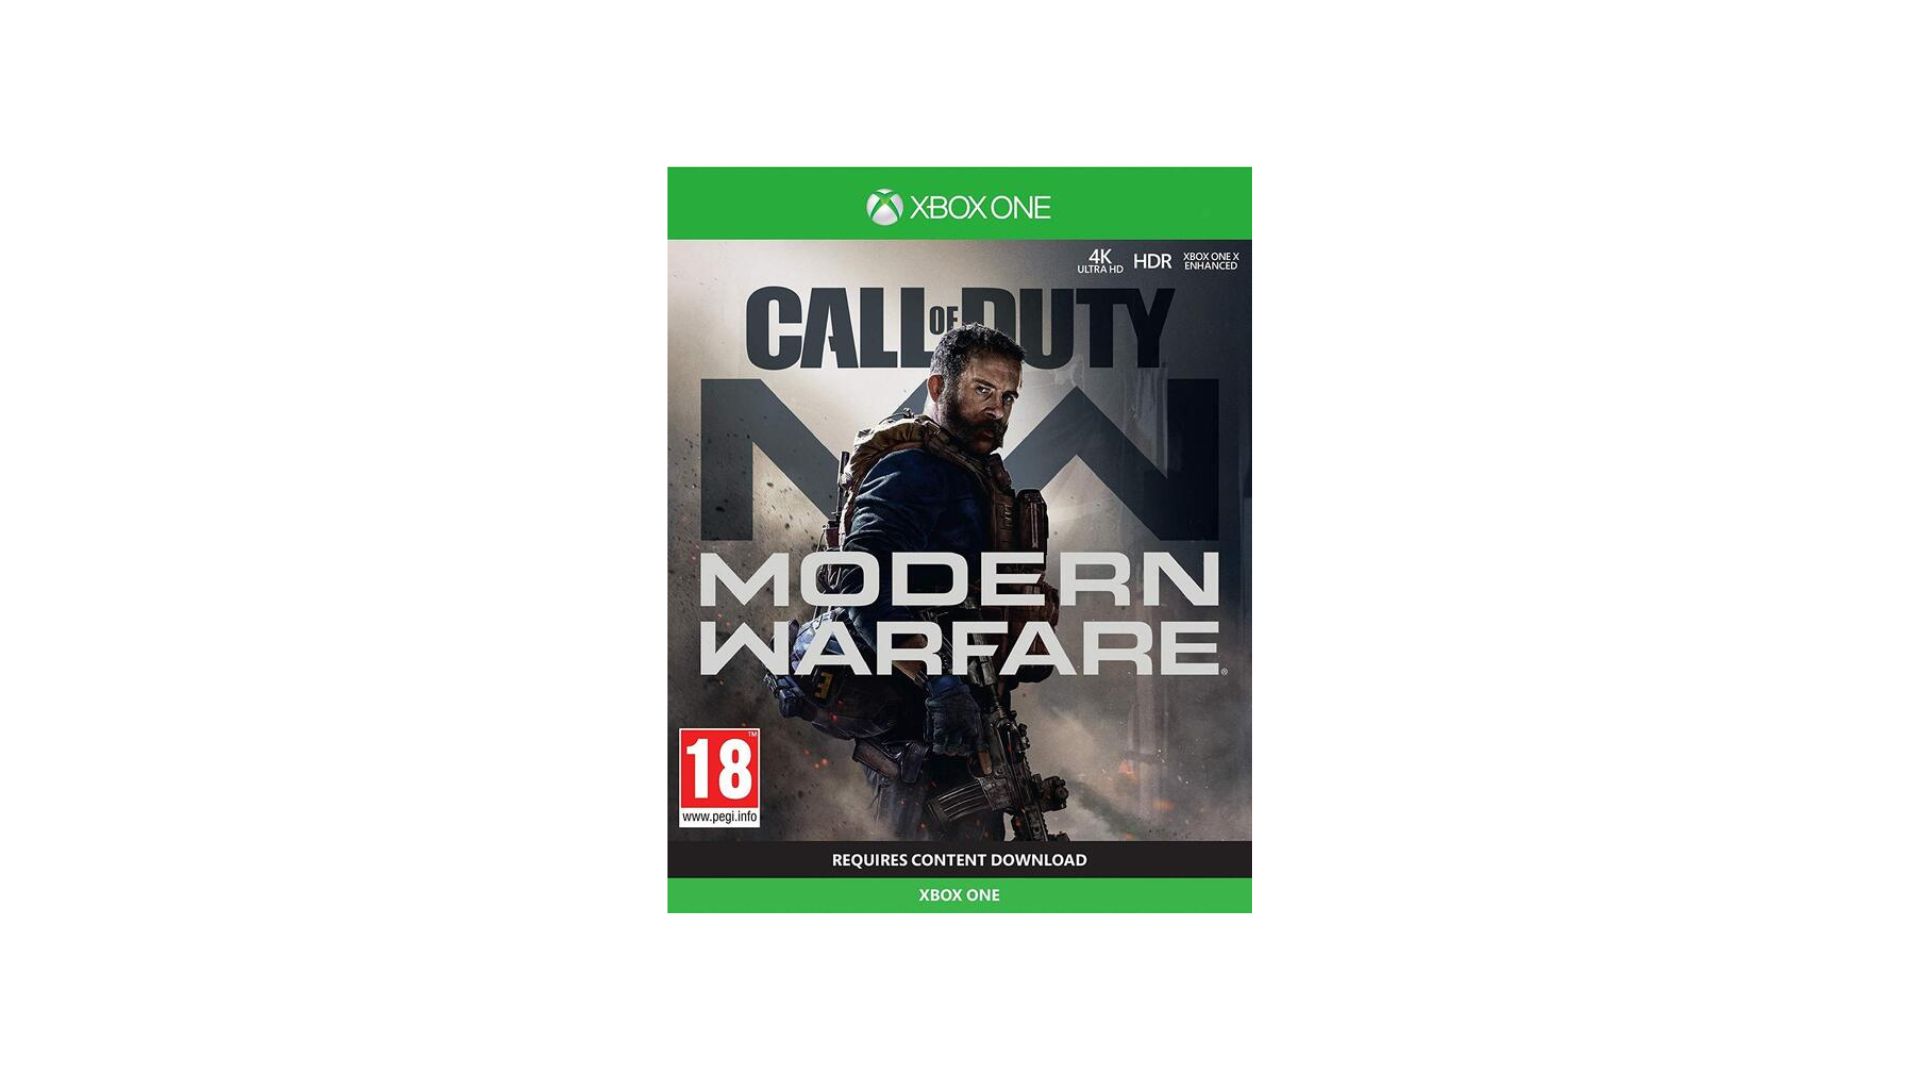 XBOX ONE
4K
ULTRA HD
HDR
XBOX ONE X
ENHANCED
CALL OF DUTY
MW
MODERN
WARFARE®
18™
www.pegi.info
REQUIRES CONTENT DOWNLOAD
XBOX ONE